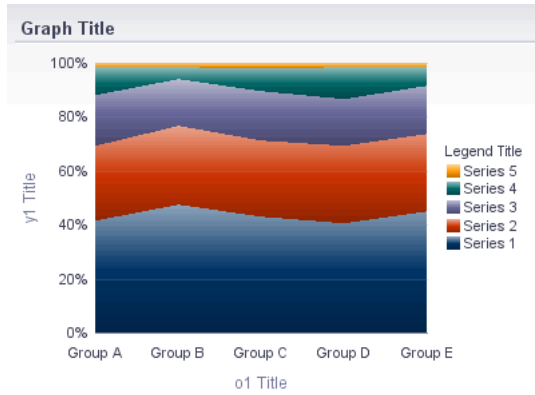 Graph Title
100%
80%
60%
40%
20%
0%
y1 Title
Group A Group B Group C Group D Group E
o1 Title
Legend Title
Series 5
Series 4
Series 3
Series 2
Series 1